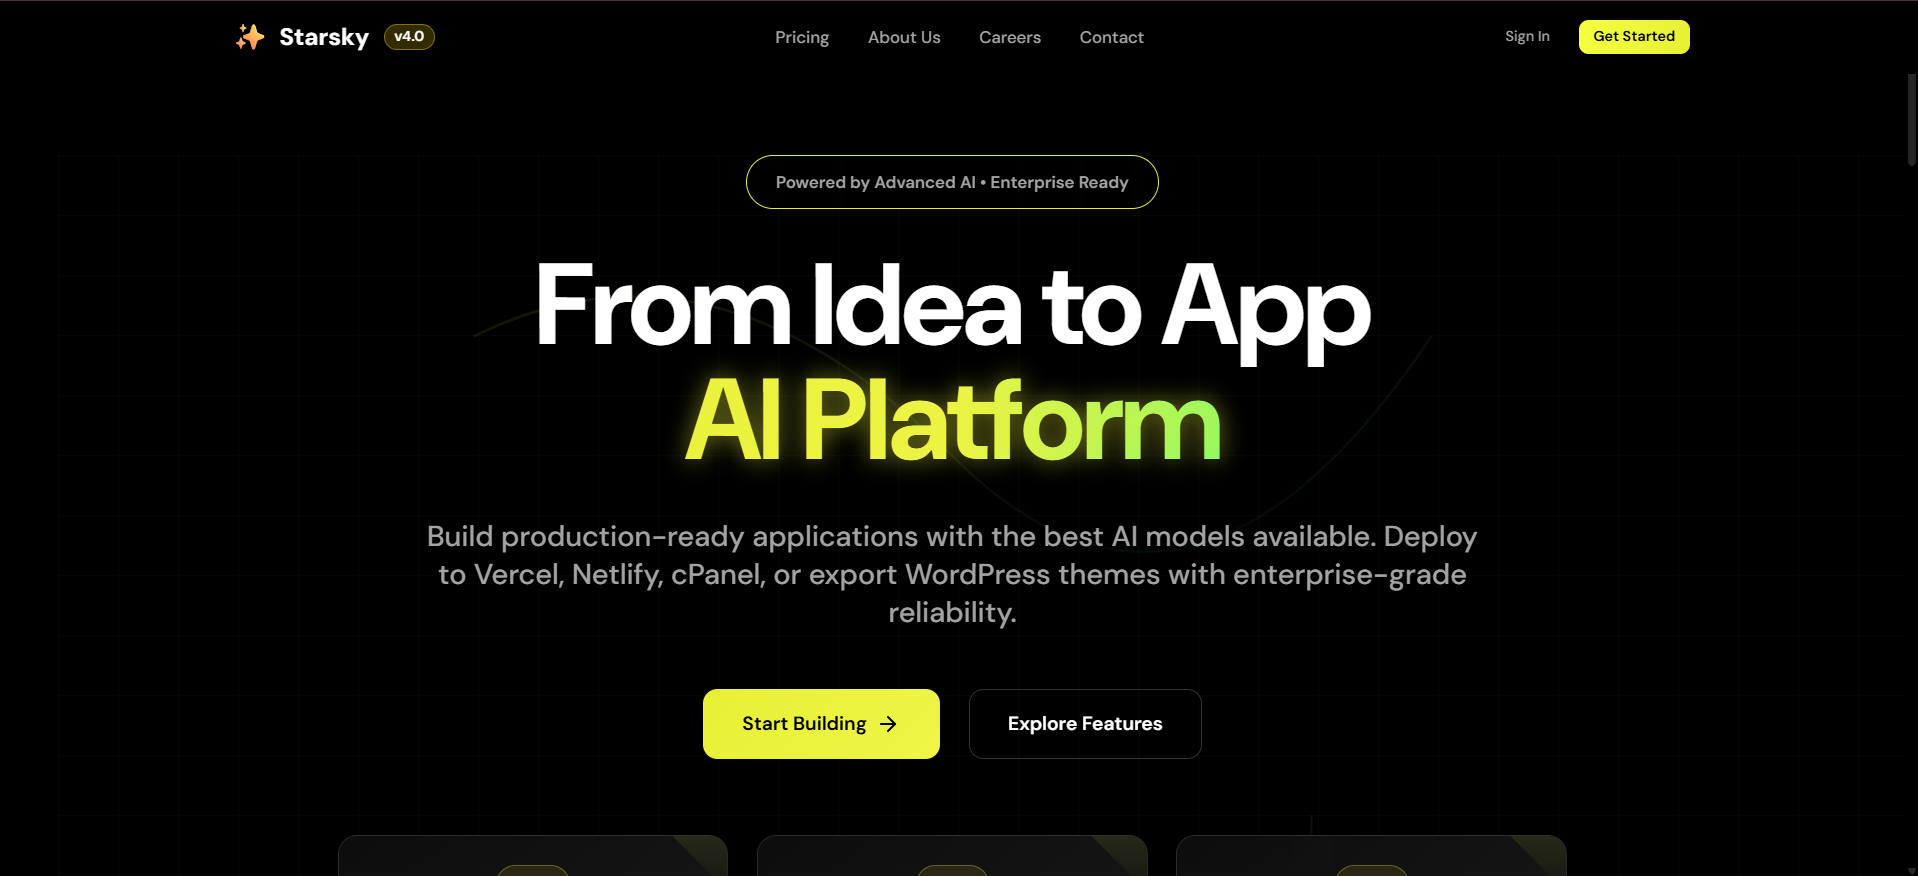 Starsky v4.0
Pricing About Us Careers Contact
Sign In Get Started
Powered by Advanced AI • Enterprise Ready
From Idea to App
AI Platform
Build production-ready applications with the best AI models available. Deploy
to Vercel, Netlify, cPanel, or export WordPress themes with enterprise-grade
reliability.
Start Building →
Explore Features